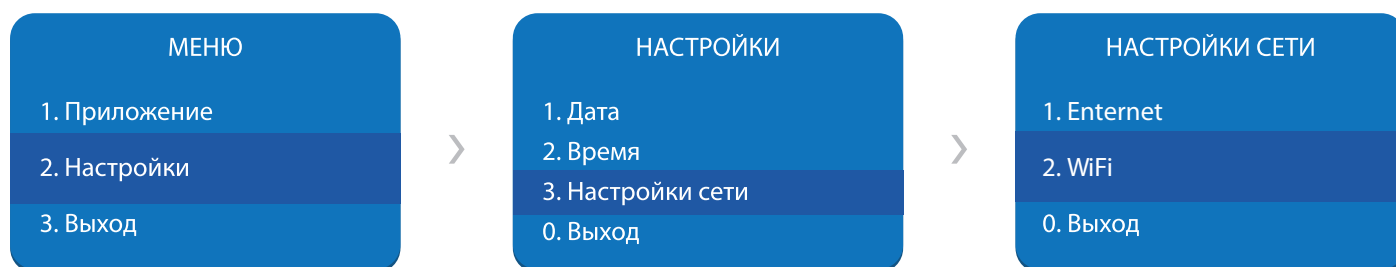 МЕНЮ
1. Приложение
2. Настройки
3. Выход
НАСТРОЙКИ
1. Дата
2. Время
3. Настройки сети
0. Выход
НАСТРОЙКИ СЕТИ
1. Enternet
2. WiFi
0. Выход